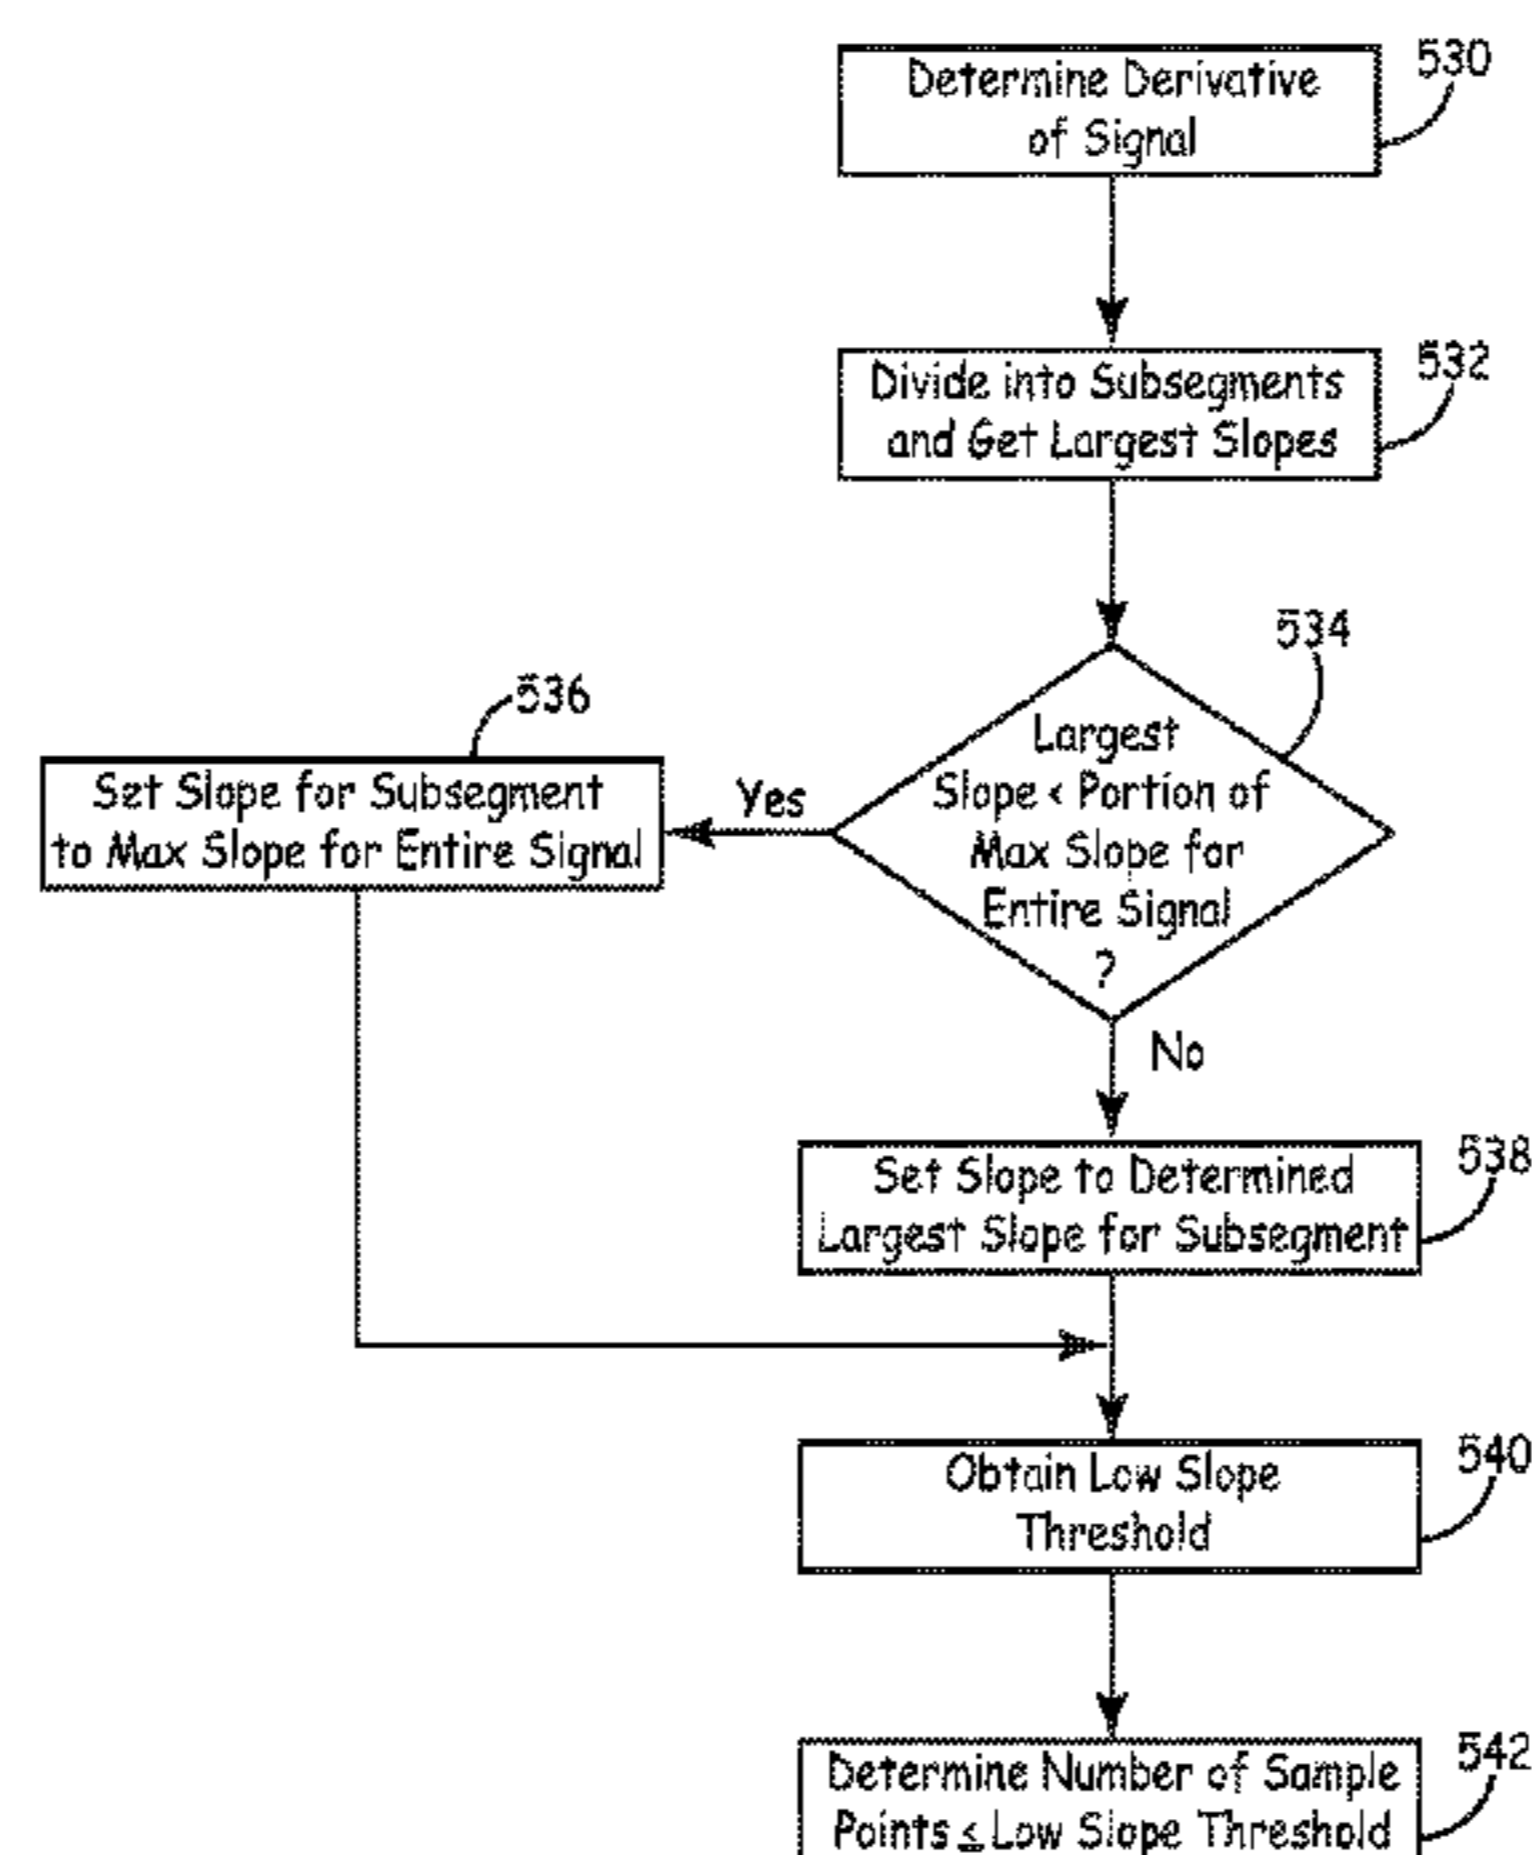 Determine Derivative
of Signal
530
Divide into Subsegments
and Get Largest Slopes
532
534
Largest
Slope < Portion of
Max Slope for
Entire Signal
?
Yes
536
Set Slope for Subsegment
to Max Slope for Entire Signal
No
Set Slope to Determined
Largest Slope for Subsegment
538
Obtain Low Slope
Threshold
540
Determine Number of Sample
Points ≤ Low Slope Threshold
542